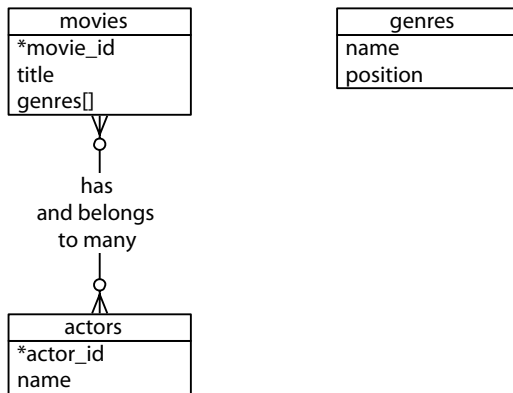 movies
*movie_id
title
genres[]
has
and belongs
to many
actors
*actor_id
name
genres
name
position